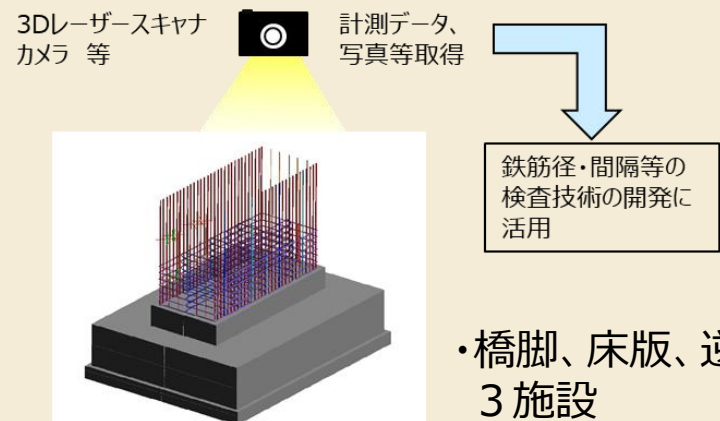 3Dレーザースキャナ
カメラ 等
計測データ、
写真等取得
鉄筋径・間隔等の
検査技術の開発に
活用
・橋脚、床版、
３施設